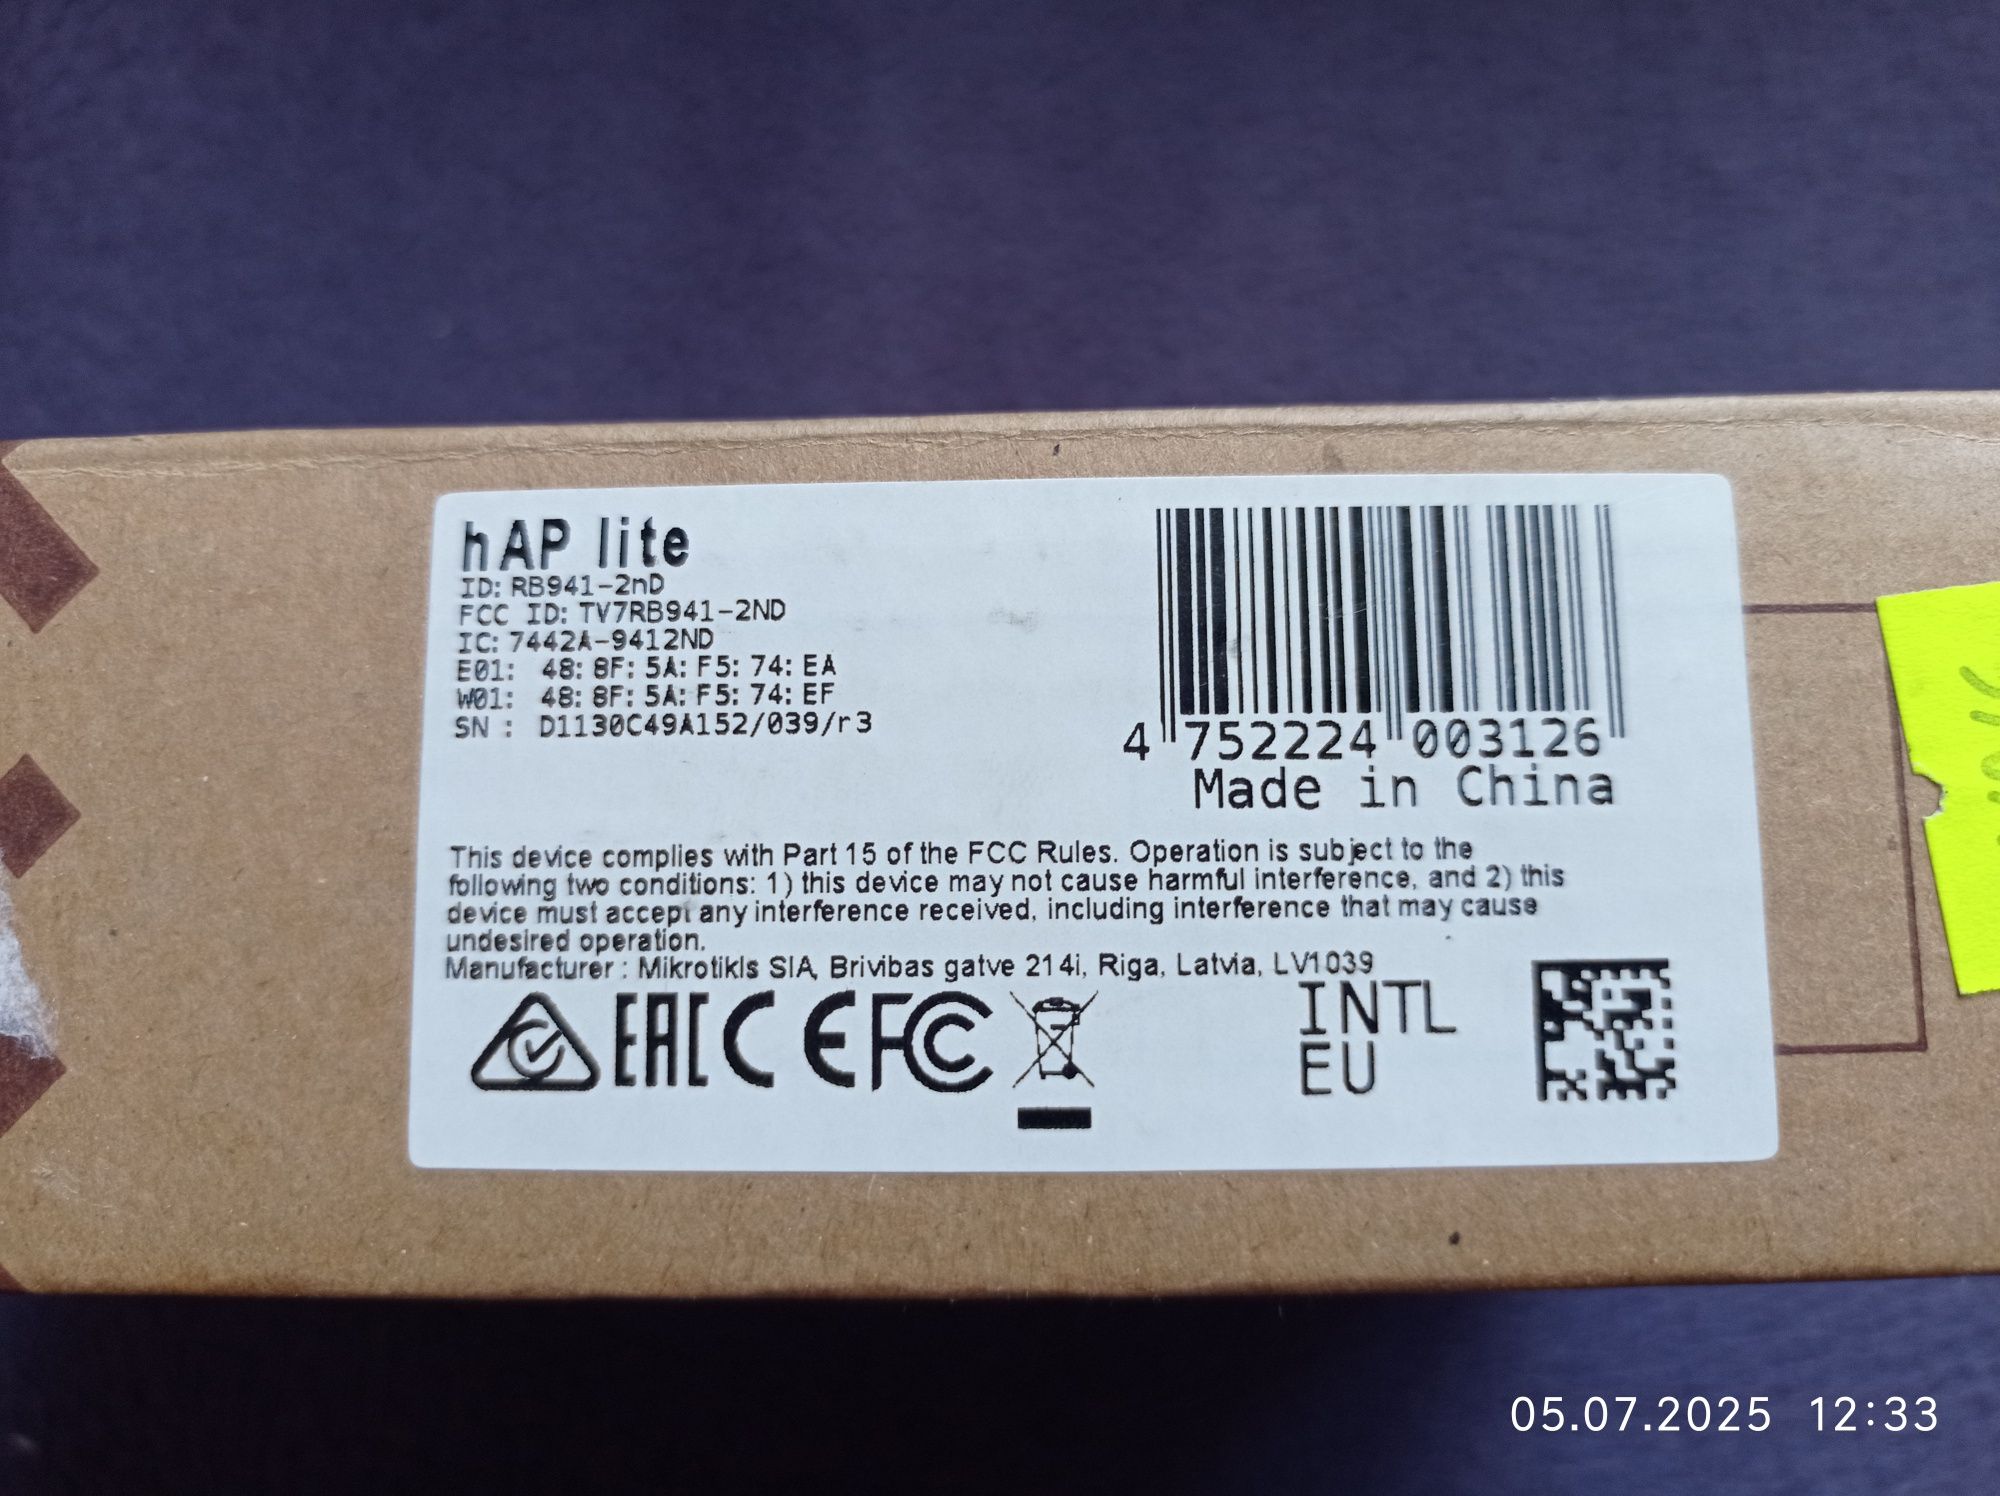 hAP lite
ID: RB941-2nD
FCC ID: TV7RB941-2ND
IC: 7442A-9412ND
E01: 48:8F:5A:F5:74:EA
W01: 48:8F:5A:F5:74:EF
SN : D1130C49A152/039/r3
4 752224 003126
Made in China
This device complies with Part 15 of the FCC Rules. Operation is subject to the
following two conditions: 1) this device may not cause harmful interference, and 2) this
device must accept any interference received, including interference that may cause
undesired operation.
Manufacturer : Mikrotikls SIA, Brivibas gatve 214i, Riga, Latvia, LV1039
EAC CE FC
INTL
EU
05.07.2025 12:33